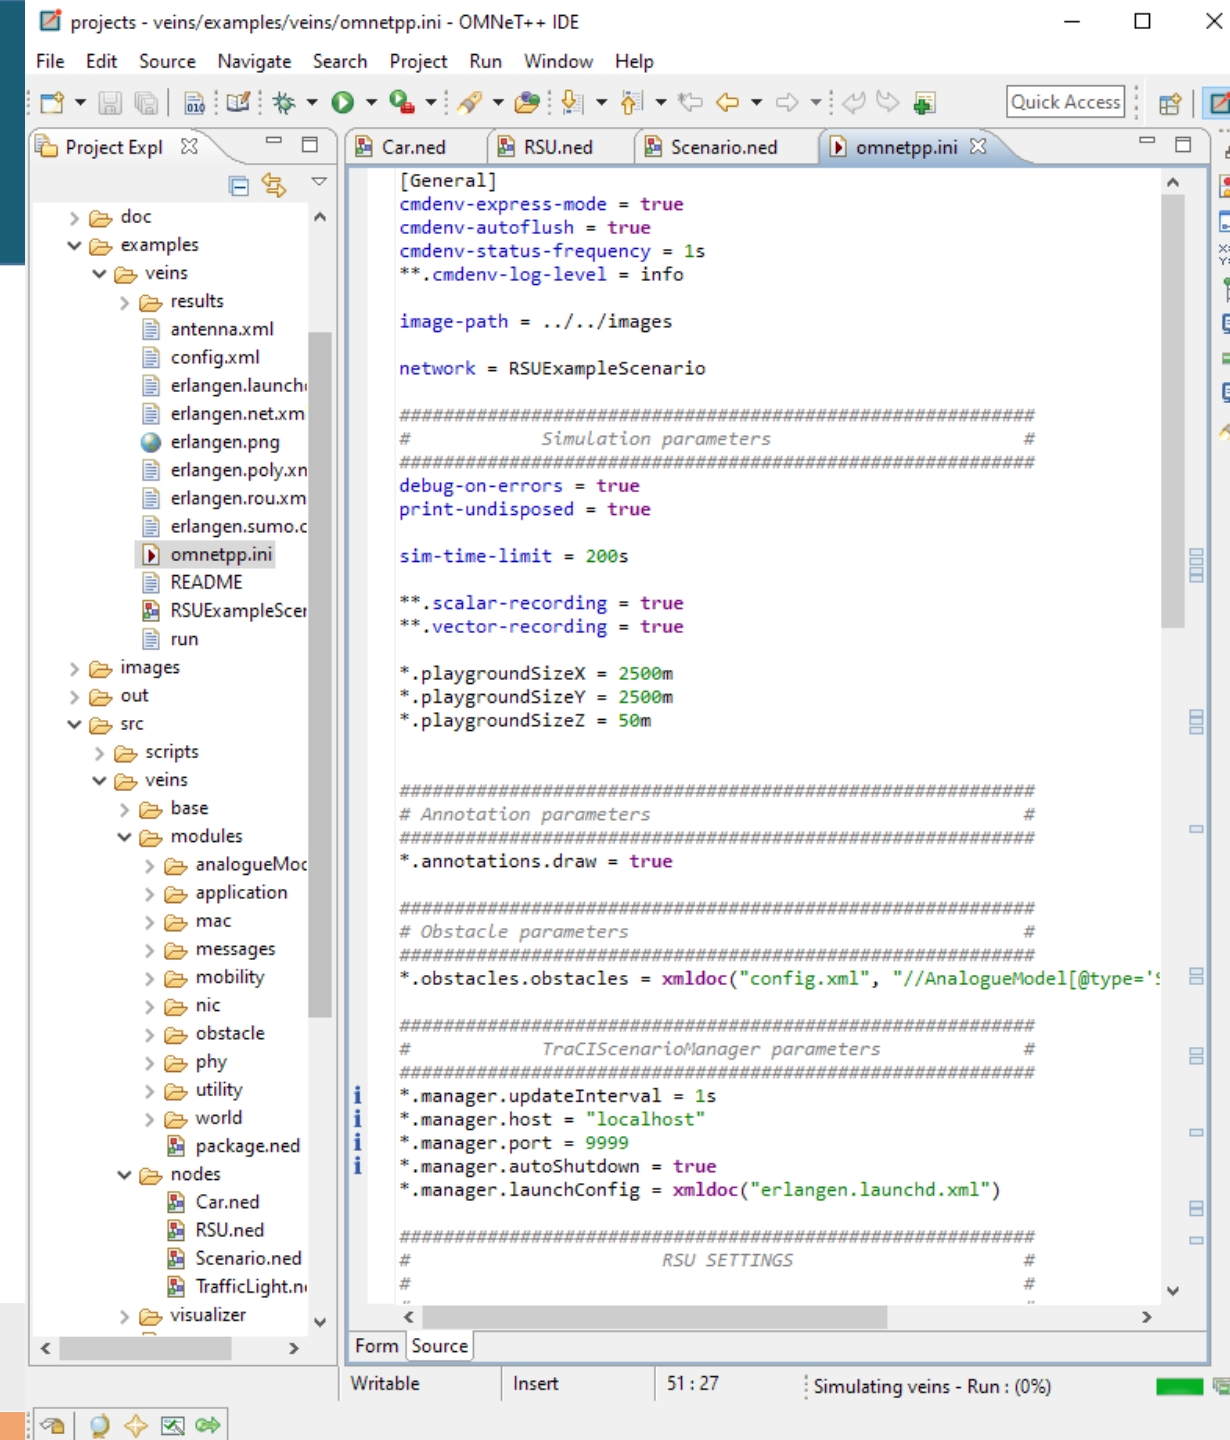 projects - veins/examples/veins/omnetpp.ini - OMNeT++ IDE
File Edit Source Navigate Search Project Run Window Help
Quick Access
Project Expl
Car.ned RSU.ned Scenario.ned omnetpp.ini
doc
examples
veins
results
antenna.xml
config.xml
erlangen.launch
erlangen.net.xm
erlangen.png
erlangen.poly.xn
erlangen.rou.xm
erlangen.sumo.c
omnetpp.ini
README
RSUExampleScer
run
images
out
src
scripts
veins
base
modules
analogueMod
application
mac
messages
mobility
nic
obstacle
phy
utility
world
package.ned
nodes
Car.ned
RSU.ned
Scenario.ned
TrafficLight.n
visualizer
[General]
cmdenv-express-mode = true
cmdenv-autoflush = true
cmdenv-status-frequency = 1s
**.cmdenv-log-level = info
image-path = ../../images
network = RSUExampleScenario
##########################################################
# Simulation parameters #
##########################################################
debug-on-errors = true
print-undisposed = true
sim-time-limit = 200s
**.scalar-recording = true
**.vector-recording = true
*.playgroundSizeX = 2500m
*.playgroundSizeY = 2500m
*.playgroundSizeZ = 50m
##########################################################
# Annotation parameters #
##########################################################
*.annotations.draw = true
##########################################################
# Obstacle parameters #
##########################################################
*.obstacles.obstacles = xmldoc("config.xml", "//AnalogueModel[@type='S
##########################################################
# TraCIScenarioManager parameters #
##########################################################
*.manager.updateInterval = 1s
*.manager.host = "localhost"
*.manager.port = 9999
*.manager.autoShutdown = true
*.manager.launchConfig = xmldoc("erlangen.launchd.xml")
##########################################################
# RSU SETTINGS #
# #
Form Source
Writable Insert 51 : 27 Simulating veins - Run : (0%)